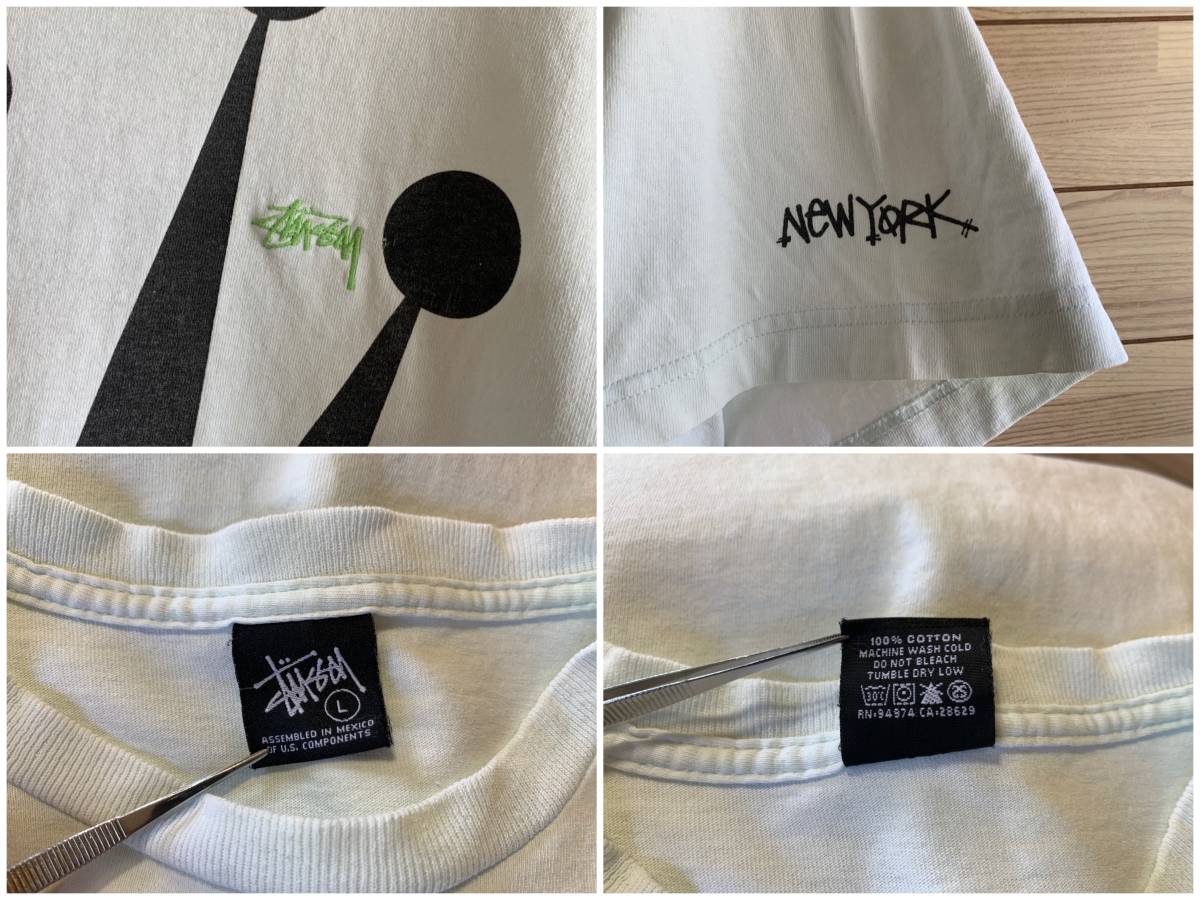 Stüssy
NEW YORK
Stüssy
L
ASSEMBLED IN MEXICO
OF U.S. COMPONENTS
100% COTTON
MACHINE WASH COLD
DO NOT BLEACH
TUMBLE DRY LOW
30°C
RN:94974 CA:28629